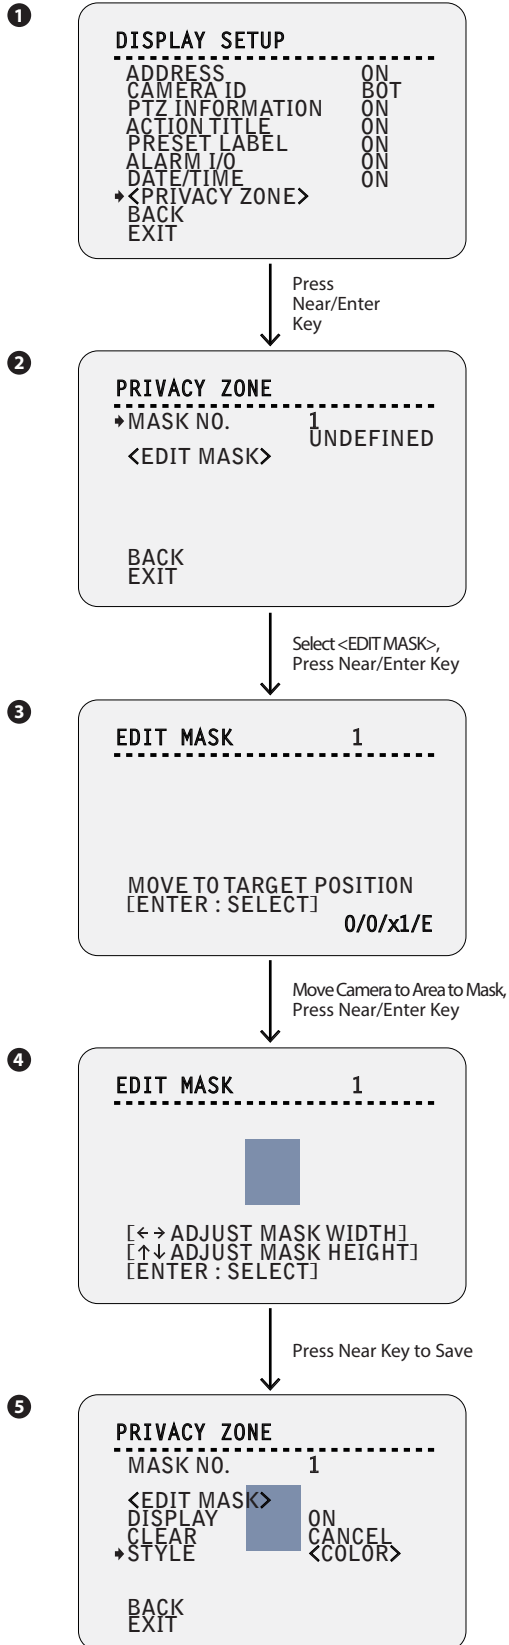 ❶
DISPLAY SETUP
ADDRESS ON
CAMERA ID BOT
PTZ INFORMATION ON
ACTION TITLE ON
PRESET LABEL ON
ALARM I/O ON
DATE/TIME ON
<PRIVACY ZONE>
BACK
EXIT
Press
Near/Enter
Key
❷
PRIVACY ZONE
MASK NO. 1
UNDEFINED
<EDIT MASK>
BACK
EXIT
Select <EDIT MASK>,
Press Near/Enter Key
❸
EDIT MASK 1
MOVE TO TARGET POSITION
[ENTER : SELECT]
0/0/x1/E
Move Camera to Area to Mask,
Press Near/Enter Key
❹
EDIT MASK 1
[←→ ADJUST MASK WIDTH]
[↑↓ ADJUST MASK HEIGHT]
[ENTER : SELECT]
Press Near Key to Save
❺
PRIVACY ZONE
MASK NO. 1
<EDIT MASK>
DISPLAY ON
CLEAR CANCEL
STYLE <COLOR>
BACK
EXIT